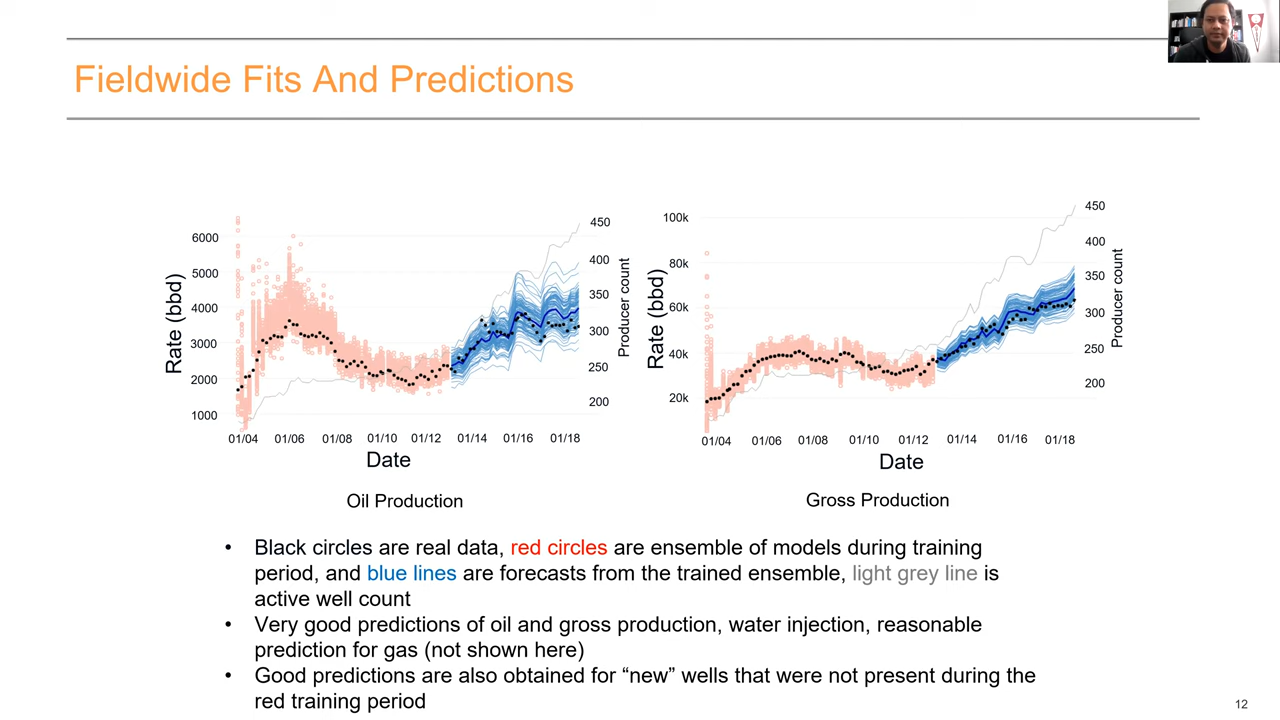 Fieldwide Fits And Predictions
6000
5000
4000
3000
2000
1000
Rate (bbd)
450
400
350
300
250
200
Producer count
01/04 01/06 01/08 01/10 01/12 01/14 01/16 01/18
Date
Oil Production
100k
80k
60k
40k
20k
Rate (bbd)
450
400
350
300
250
200
Producer count
01/04 01/06 01/08 01/10 01/12 01/14 01/16 01/18
Date
Gross Production
• Black circles are real data, red circles are ensemble of models during training
period, and blue lines are forecasts from the trained ensemble, light grey line is
active well count
• Very good predictions of oil and gross production, water injection, reasonable
prediction for gas (not shown here)
• Good predictions are also obtained for “new” wells that were not present during the
red training period
12